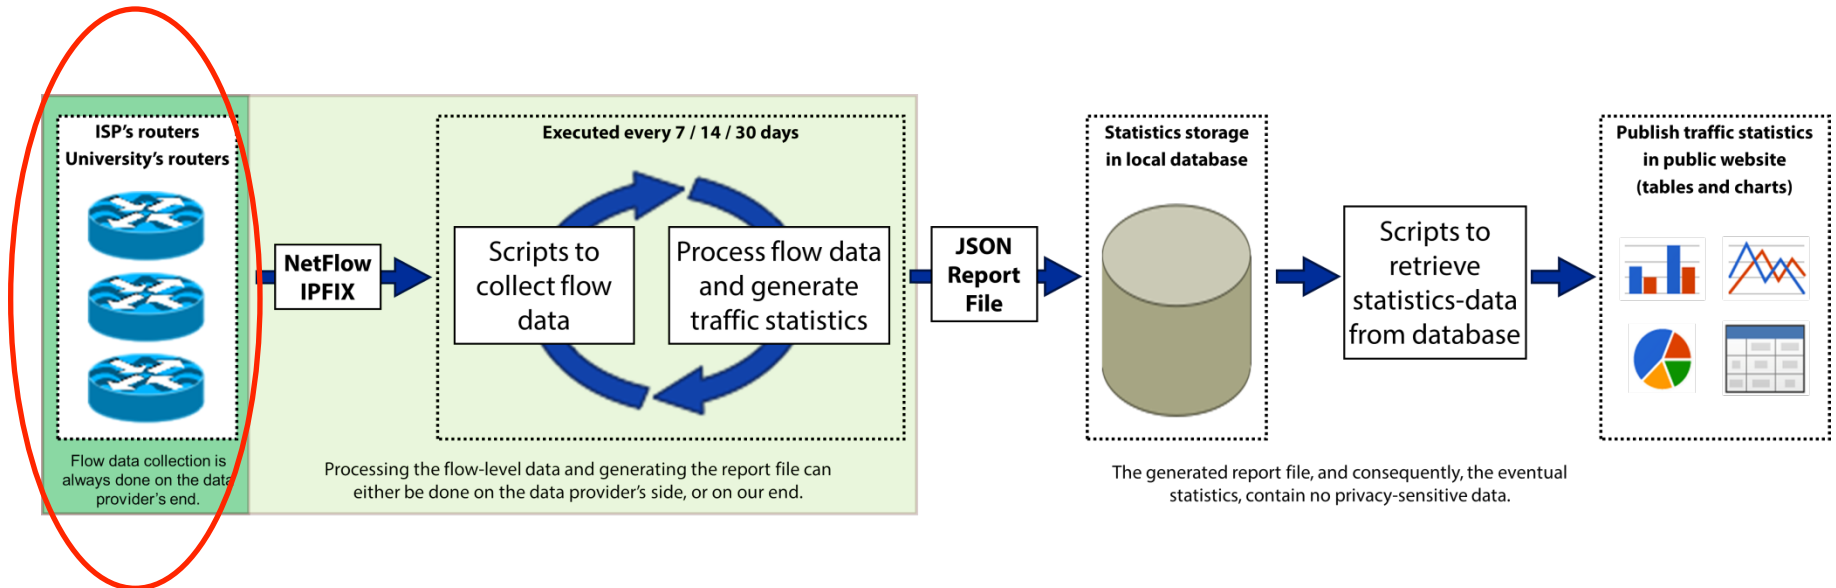 ISP's routers
University's routers
Flow data collection is
always done on the data
provider's end.
NetFlow
IPFIX
Executed every 7 / 14 / 30 days
Scripts to
collect flow
data
Process flow data
and generate
traffic statistics
Processing the flow-level data and generating the report file can
either be done on the data provider's side, or on our end.
JSON
Report
File
Statistics storage
in local database
Scripts to
retrieve
statistics-data
from database
The generated report file, and consequently, the eventual
statistics, contain no privacy-sensitive data.
Publish traffic statistics
in public website
(tables and charts)